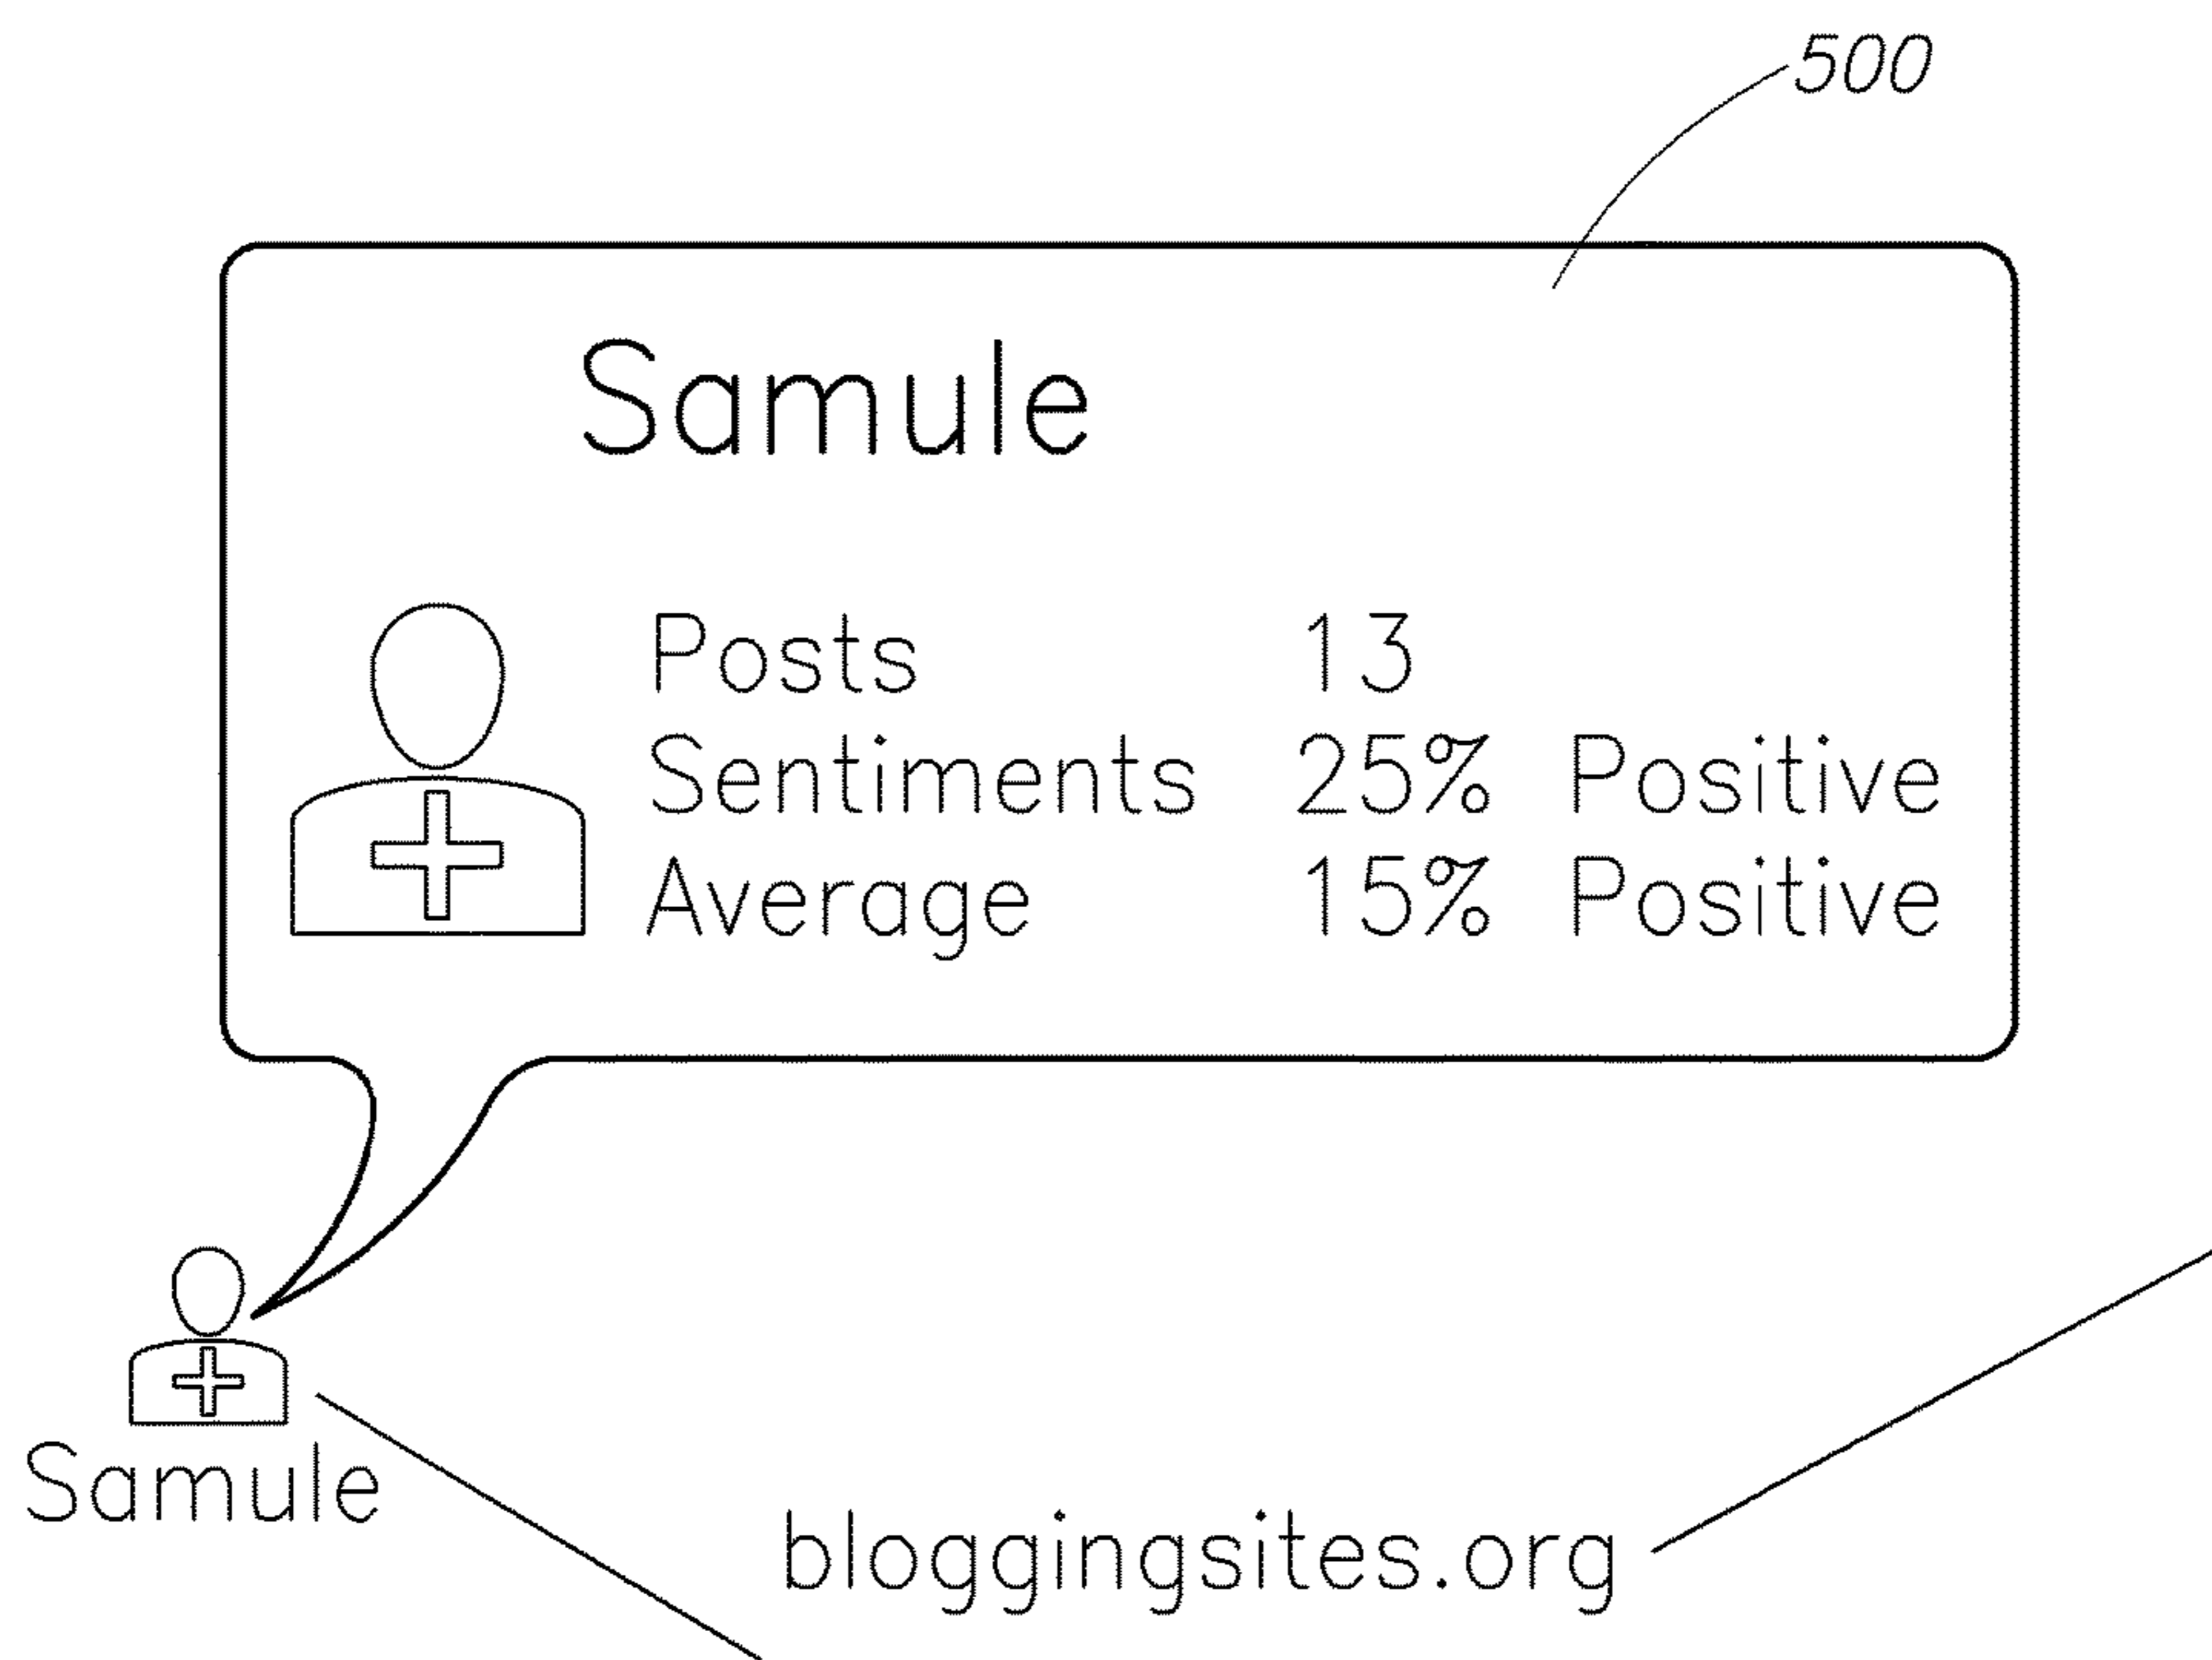 500
Samule
Posts 13
Sentiments 25% Positive
Average 15% Positive
Samule
bloggingsites.org